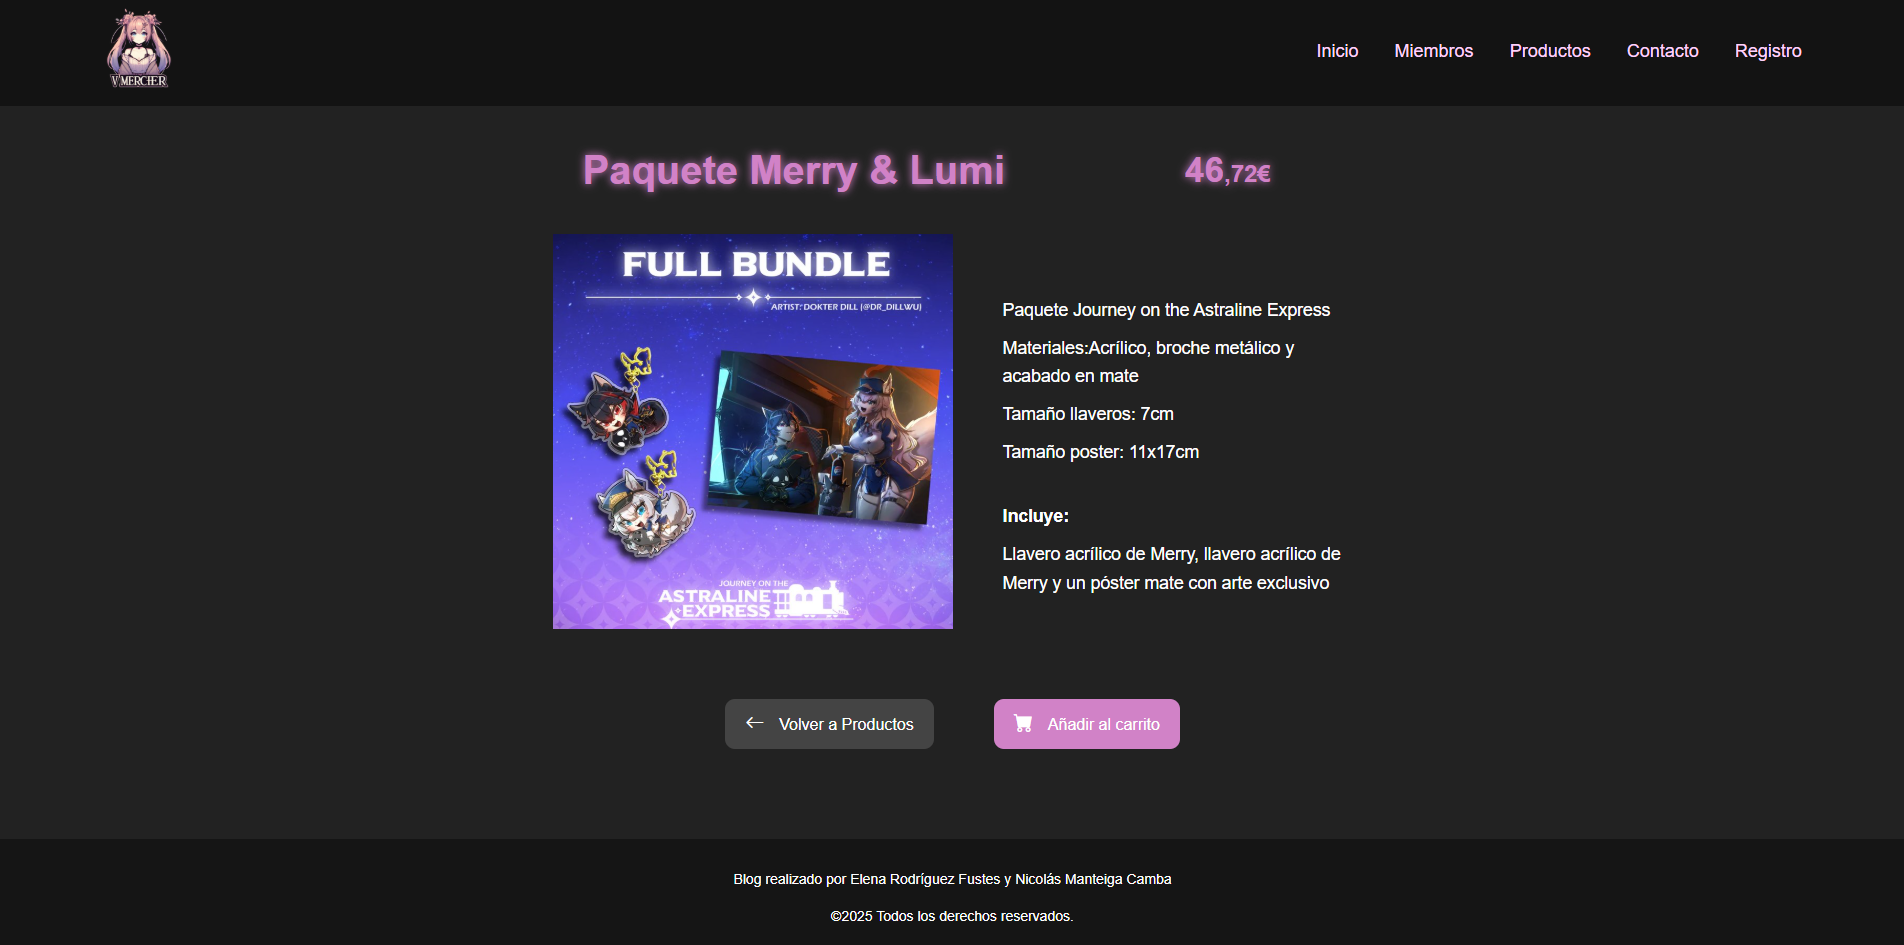 V'MERCHER
Inicio
Miembros
Productos
Contacto
Registro
Paquete Merry & Lumi
46,72€
FULL BUNDLE
ARTIST: DOKTER DILL (@DR_DILLWU)
JOURNEY ON THE
ASTRALINE
EXPRESS
Paquete Journey on the Astraline Express
Materiales:Acrílico, broche metálico y
acabado en mate
Tamaño llaveros: 7cm
Tamaño poster: 11x17cm
Incluye:
Llavero acrílico de Merry, llavero acrílico de
Merry y un póster mate con arte exclusivo
Volver a Productos
Añadir al carrito
Blog realizado por Elena Rodríguez Fustes y Nicolás Manteiga Camba
©2025 Todos los derechos reservados.